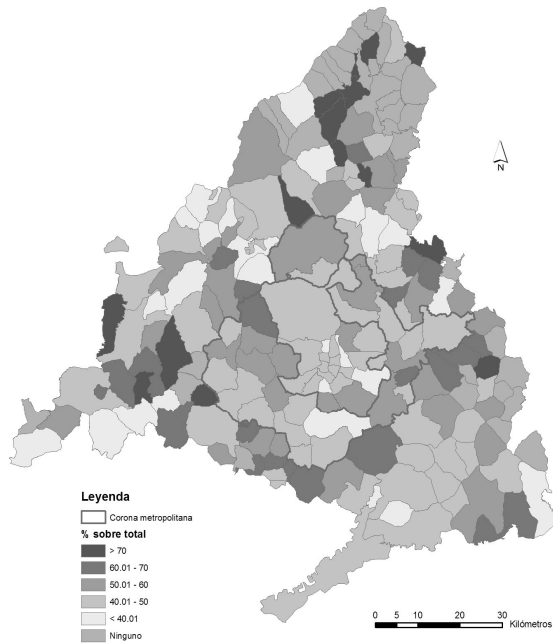 N
Leyenda
Corona metropolitana
% sobre total
> 70
60.01 - 70
50.01 - 60
40.01 - 50
< 40.01
Ninguno
0 5 10 20 30
Kilómetros